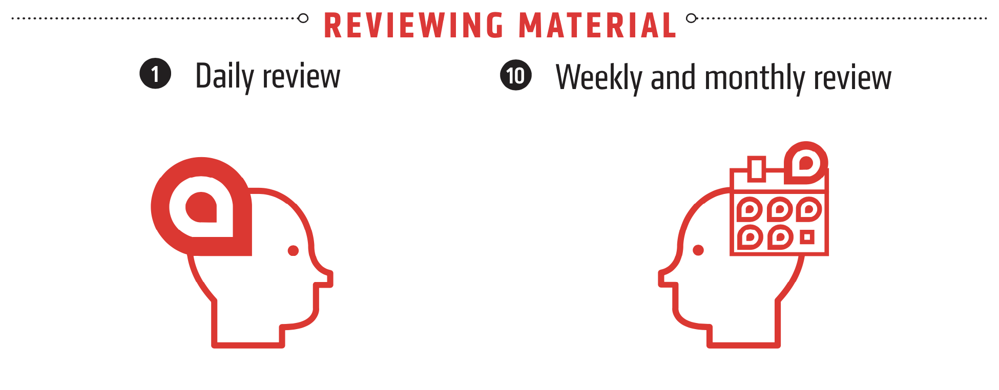 REVIEWING MATERIAL
1 Daily review
10 Weekly and monthly review